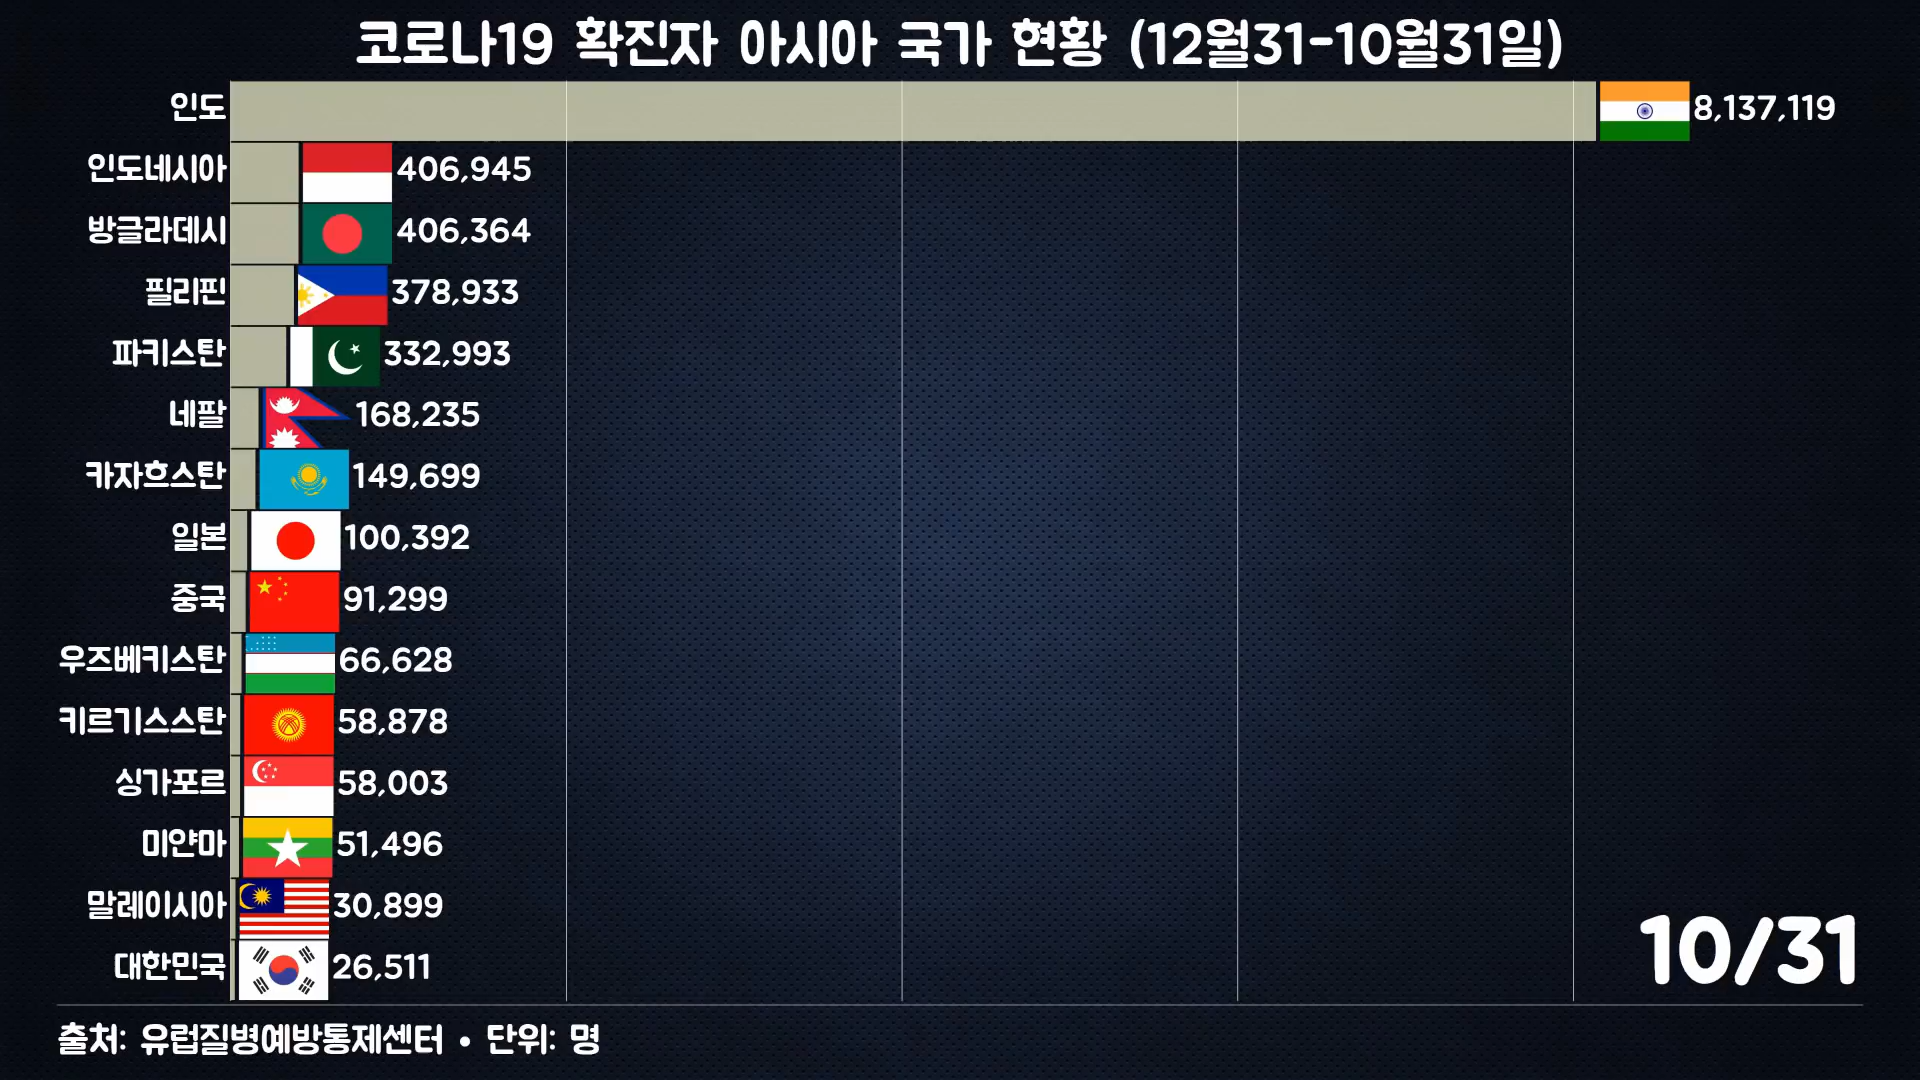 코로나19 확진자 아시아 국가 현황 (12월31-10월31일)
인도 8,137,119
인도네시아 406,945
방글라데시 406,364
필리핀 378,933
파키스탄 332,993
네팔 168,235
카자흐스탄 149,699
일본 100,392
중국 91,299
우즈베키스탄 66,628
키르기스스탄 58,878
싱가포르 58,003
미얀마 51,496
말레이시아 30,899
대한민국 26,511
10/31
출처: 유럽질병예방통제센터 • 단위: 명